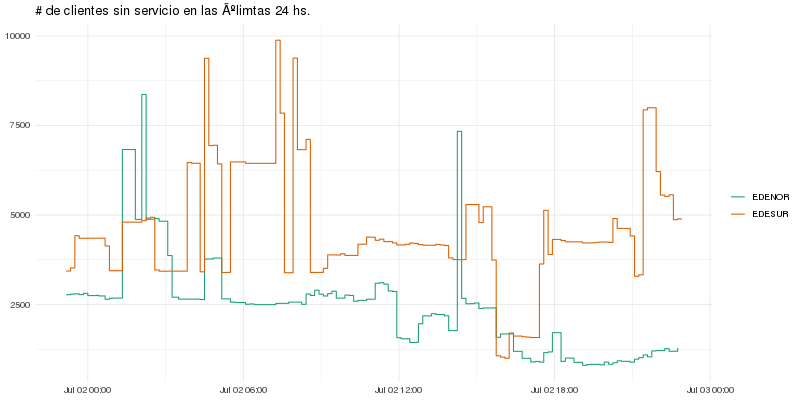 # de clientes sin servicio en las Ãºlimtas 24 hs.
10000
7500
5000
2500
Jul 02 00:00
Jul 02 06:00
Jul 02 12:00
Jul 02 18:00
Jul 03 00:00
EDENOR
EDESUR